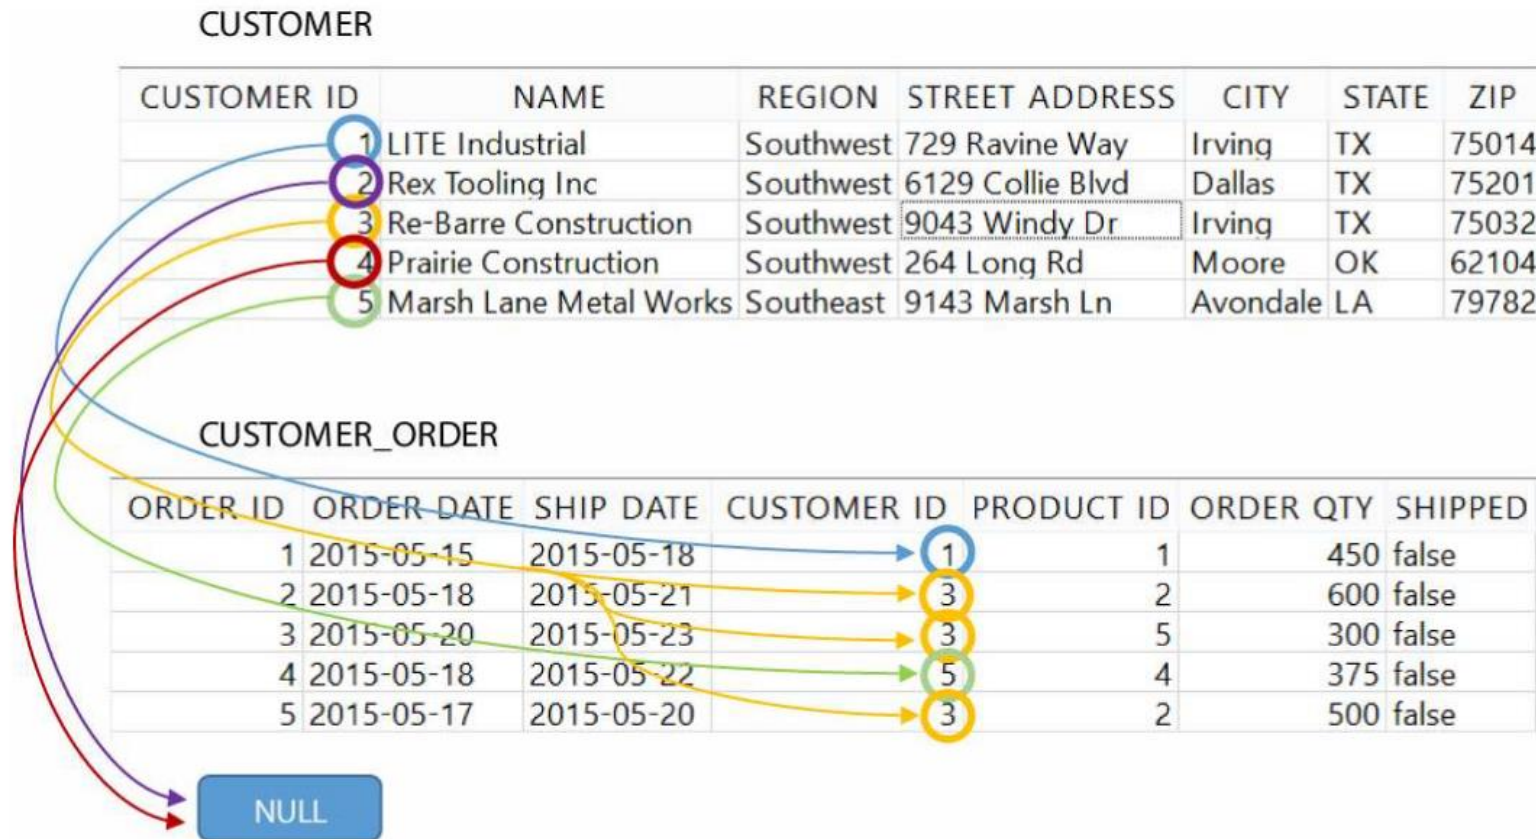 CUSTOMER
CUSTOMER ID NAME REGION STREET ADDRESS CITY STATE ZIP
1 LITE Industrial Southwest 729 Ravine Way Irving TX 75014
2 Rex Tooling Inc Southwest 6129 Collie Blvd Dallas TX 75201
3 Re-Barre Construction Southwest 9043 Windy Dr Irving TX 75032
4 Prairie Construction Southwest 264 Long Rd Moore OK 62104
5 Marsh Lane Metal Works Southeast 9143 Marsh Ln Avondale LA 79782
CUSTOMER_ORDER
ORDER ID ORDER DATE SHIP DATE CUSTOMER ID PRODUCT ID ORDER QTY SHIPPED
1 2015-05-15 2015-05-18 1 1 450 false
2 2015-05-18 2015-05-21 3 2 600 false
3 2015-05-20 2015-05-23 3 5 300 false
4 2015-05-18 2015-05-22 5 4 375 false
5 2015-05-17 2015-05-20 3 2 500 false
NULL